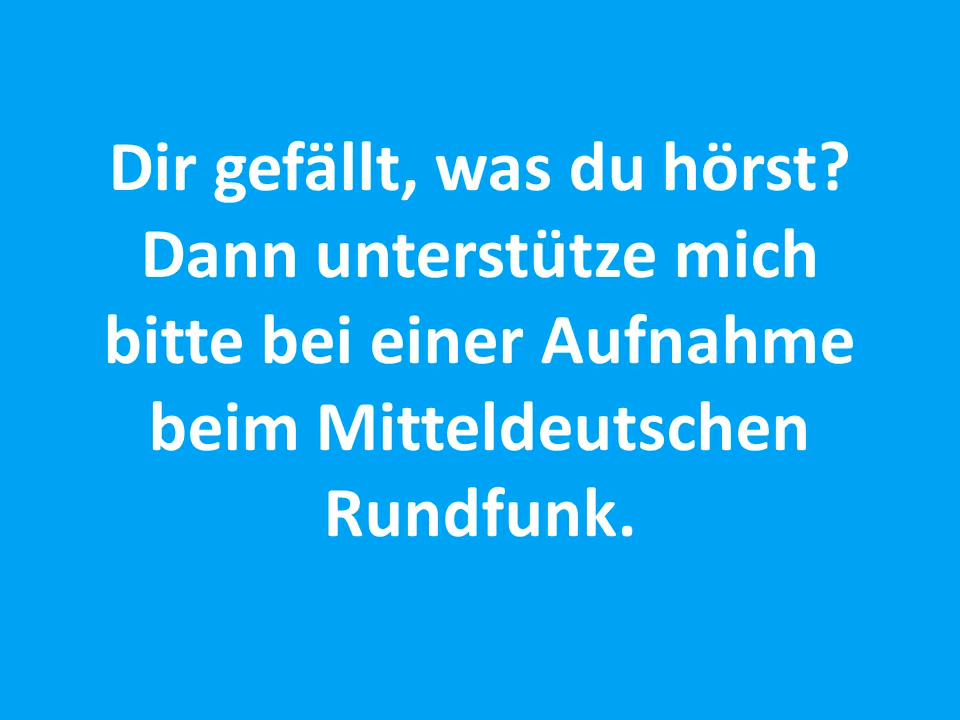 Dir gefällt, was du hörst?
Dann unterstütze mich
bitte bei einer Aufnahme
beim Mitteldeutschen
Rundfunk.